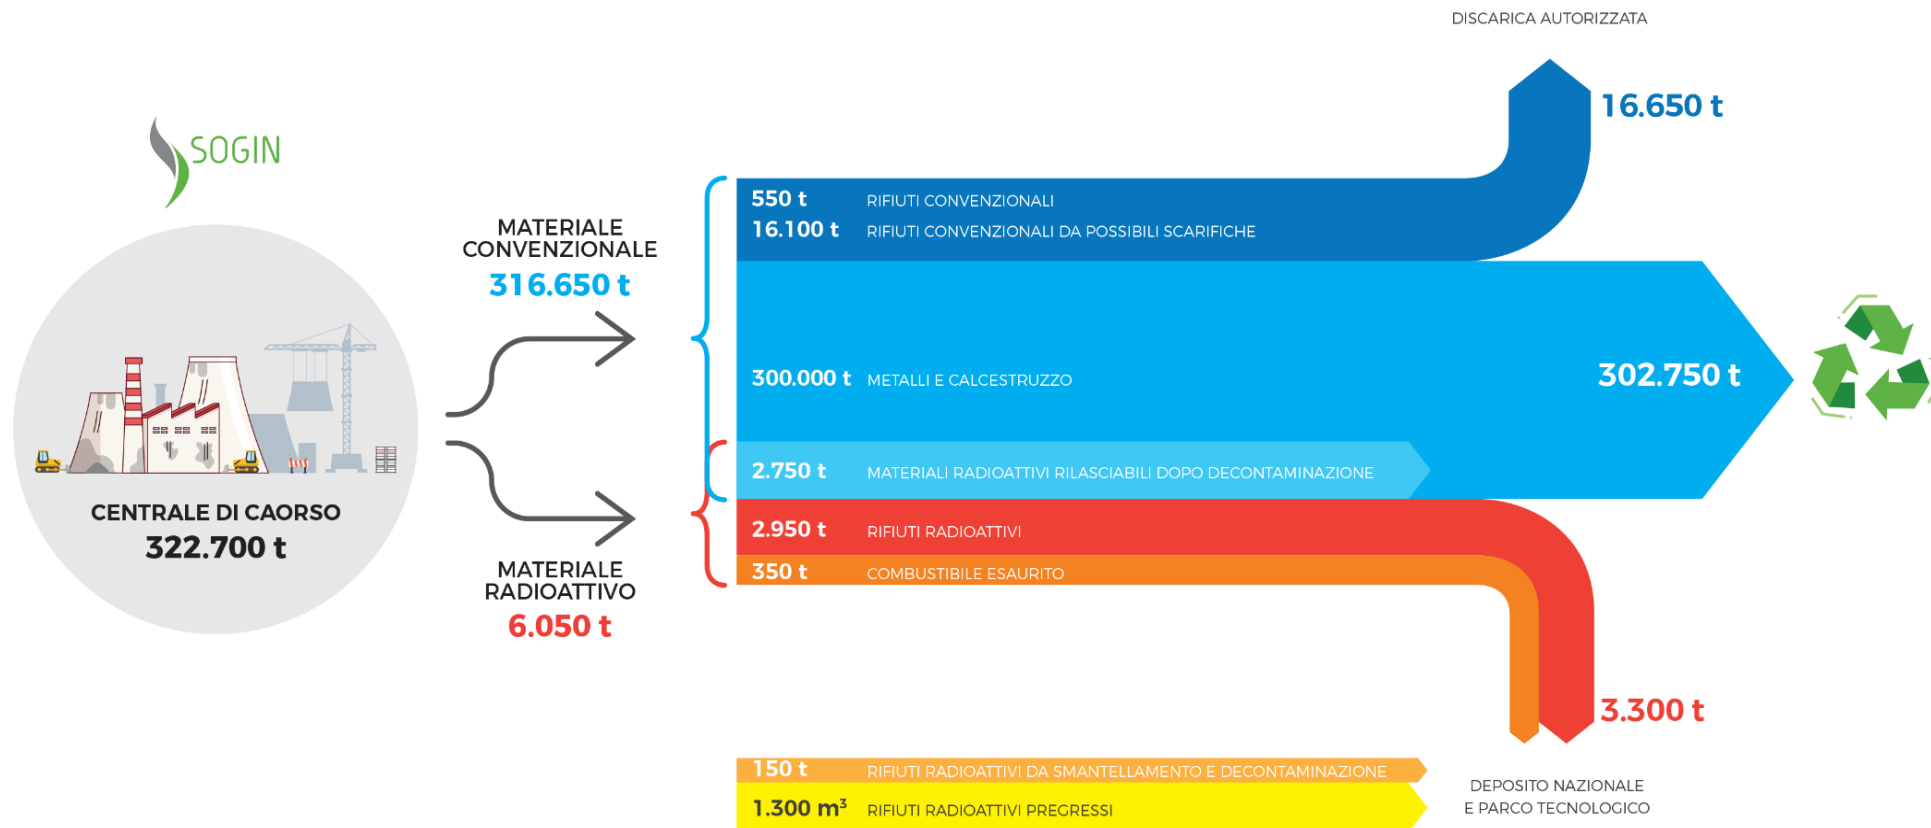 DISCARICA AUTORIZZATA
16.650 t
SOGIN
CENTRALE DI CAORSO
322.700 t
MATERIALE
CONVENZIONALE
316.650 t
MATERIALE
RADIOATTIVO
6.050 t
550 t RIFIUTI CONVENZIONALI
16.100 t RIFIUTI CONVENZIONALI DA POSSIBILI SCARIFICHE
300.000 t METALLI E CALCESTRUZZO
302.750 t
2.750 t MATERIALI RADIOATTIVI RILASCIABILI DOPO DECONTAMINAZIONE
2.950 t RIFIUTI RADIOATTIVI
350 t COMBUSTIBILE ESAURITO
3.300 t
150 t RIFIUTI RADIOATTIVI DA SMANTELLAMENTO E DECONTAMINAZIONE
1.300 m³ RIFIUTI RADIOATTIVI PREGRESSI
DEPOSITO NAZIONALE
E PARCO TECNOLOGICO